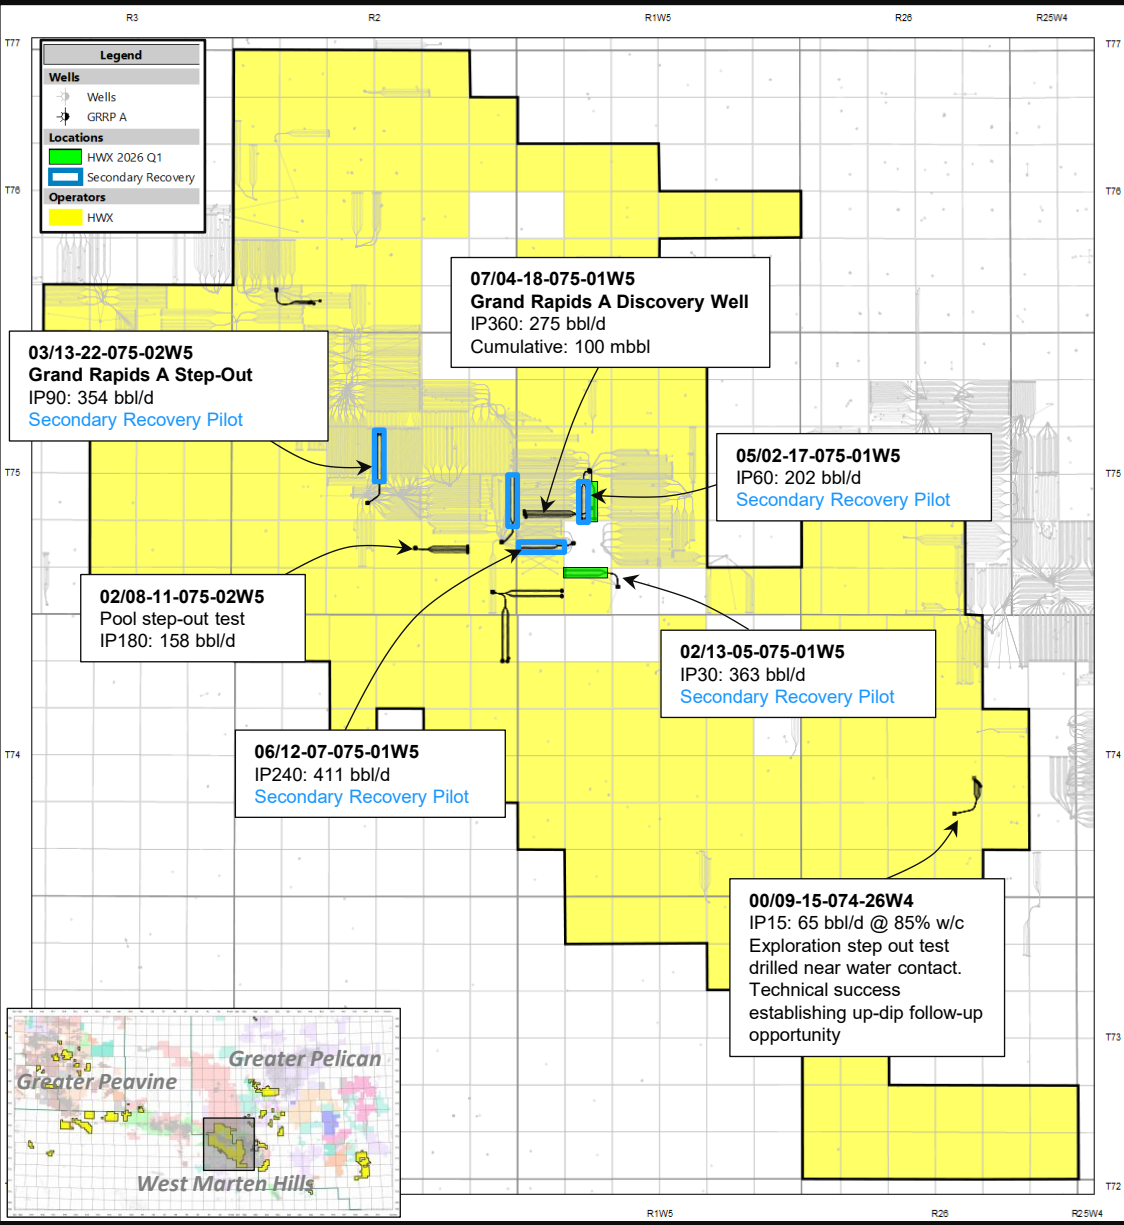 R3
R2
R1W5
R26
R25W4
T77
T77
Legend
Wells
Wells
GRRP A
Locations
HWX 2026 Q1
Secondary Recovery
Operators
HWX
T76
T76
07/04-18-075-01W5
Grand Rapids A Discovery Well
IP360: 275 bbl/d
Cumulative: 100 mbbl
03/13-22-075-02W5
Grand Rapids A Step-Out
IP90: 354 bbl/d
Secondary Recovery Pilot
05/02-17-075-01W5
IP60: 202 bbl/d
Secondary Recovery Pilot
T75
T75
02/08-11-075-02W5
Pool step-out test
IP180: 158 bbl/d
02/13-05-075-01W5
IP30: 363 bbl/d
Secondary Recovery Pilot
06/12-07-075-01W5
IP240: 411 bbl/d
Secondary Recovery Pilot
T74
T74
00/09-15-074-26W4
IP15: 65 bbl/d @ 85% w/c
Exploration step out test
drilled near water contact.
Technical success
establishing up-dip follow-up
opportunity
T73
Greater Pelican
Greater Peavine
West Marten Hills
T72
R1W5
R26
R25W4